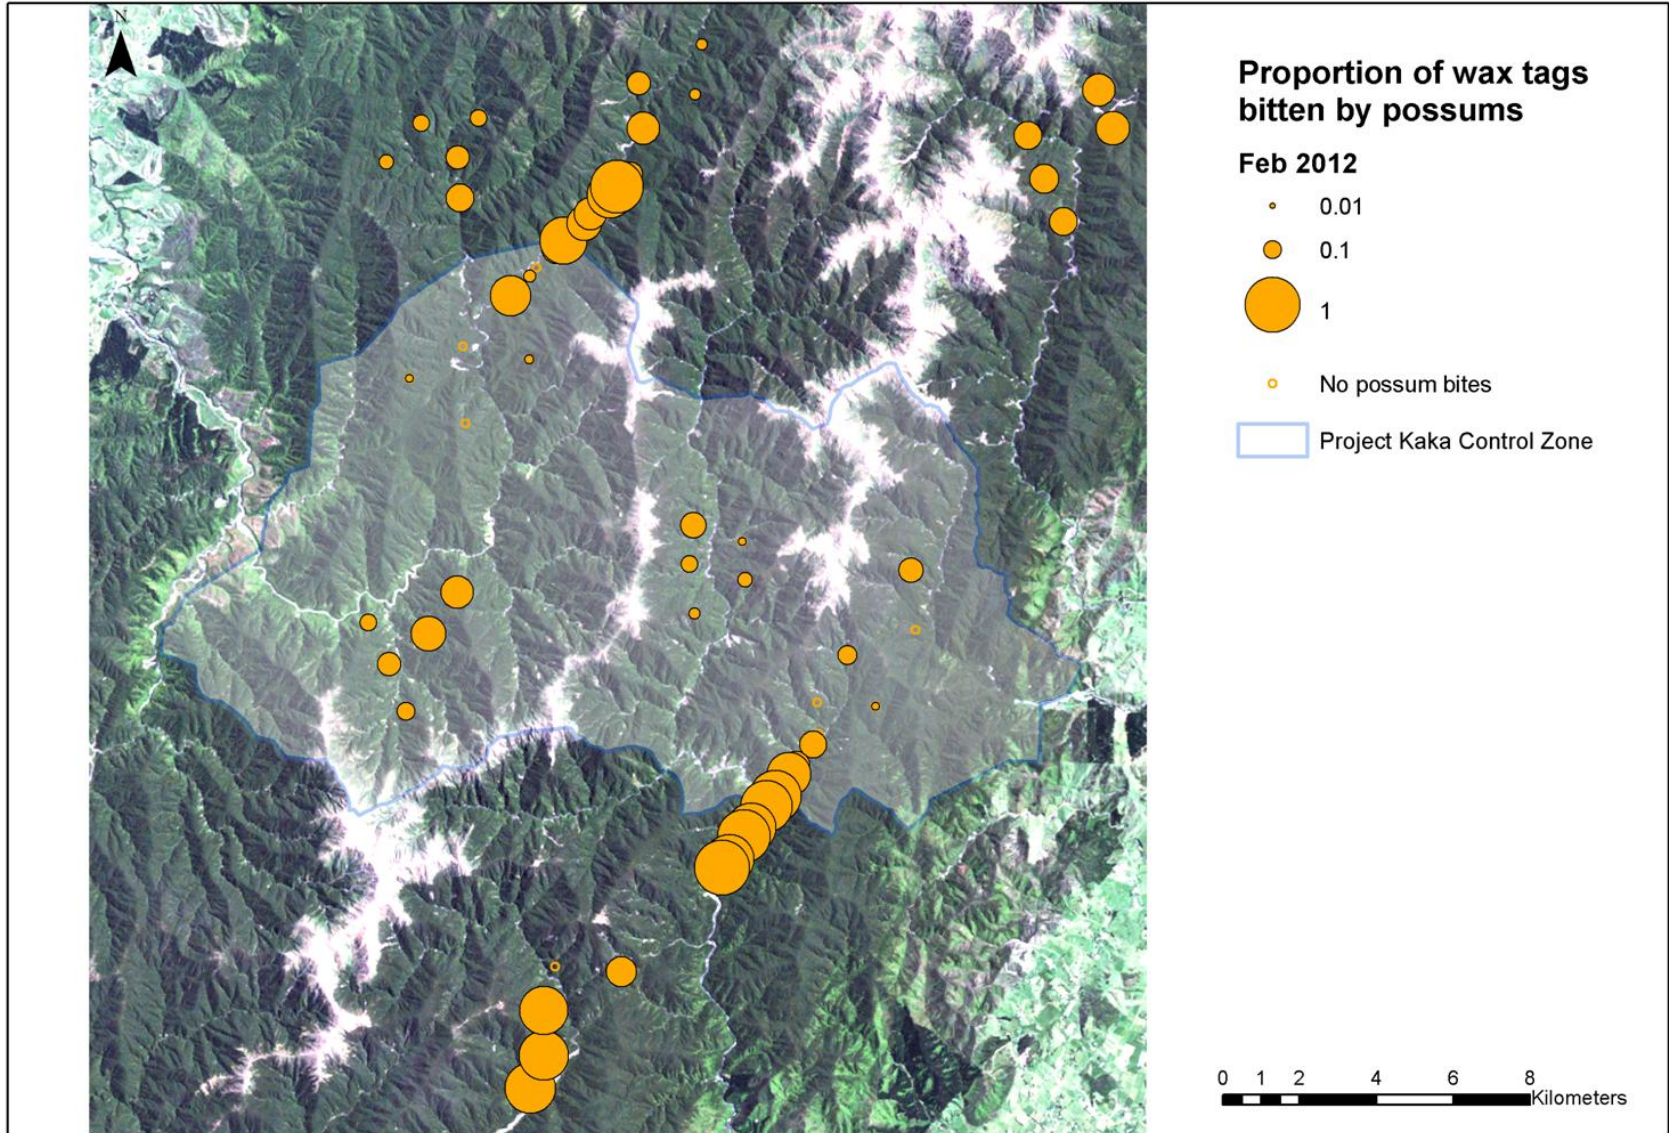 N
Proportion of wax tags
bitten by possums
Feb 2012
0.01
0.1
1
No possum bites
Project Kaka Control Zone
0 1 2 4 6 8
Kilometers